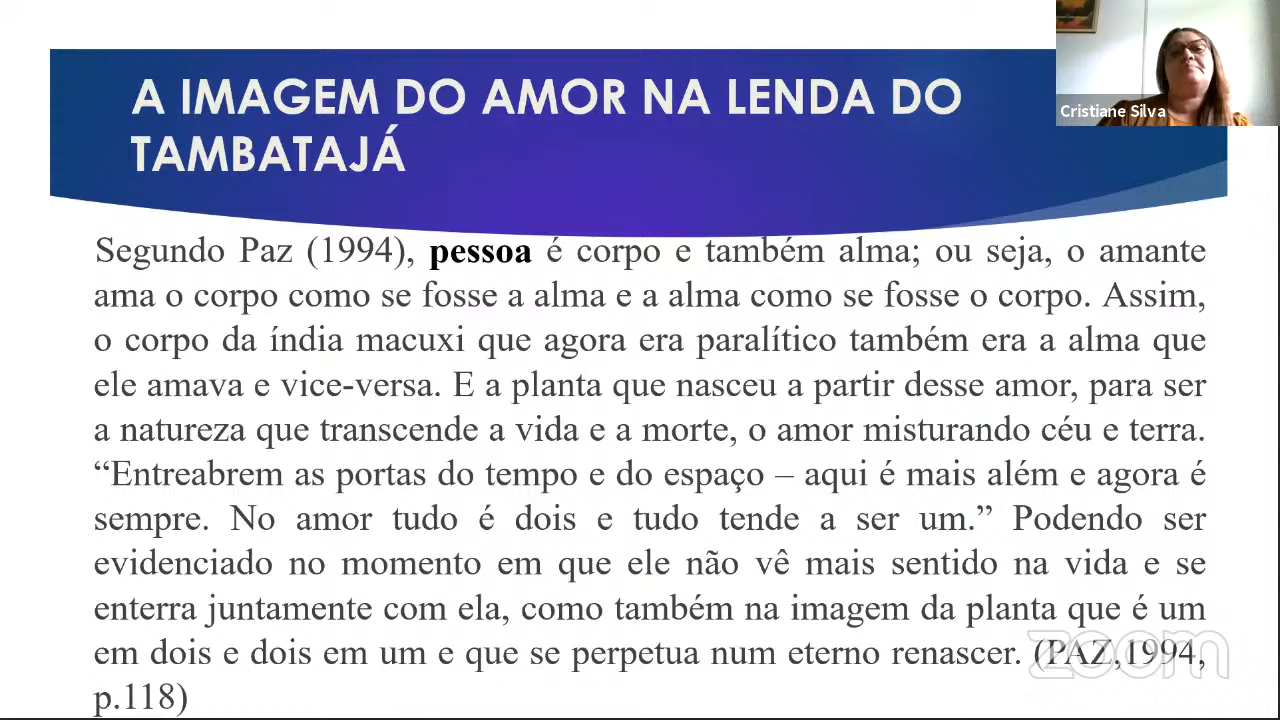 A IMAGEM DO AMOR NA LENDA DO
TAMBATAJÁ
Cristiane Silva
Segundo Paz (1994), pessoa é corpo e também alma; ou seja, o amante
ama o corpo como se fosse a alma e a alma como se fosse o corpo. Assim,
o corpo da índia macuxi que agora era paralítico também era a alma que
ele amava e vice-versa. E a planta que nasceu a partir desse amor, para ser
a natureza que transcende a vida e a morte, o amor misturando céu e terra.
“Entreabrem as portas do tempo e do espaço – aqui é mais além e agora é
sempre. No amor tudo é dois e tudo tende a ser um.” Podendo ser
evidenciado no momento em que ele não vê mais sentido na vida e se
enterra juntamente com ela, como também na imagem da planta que é um
em dois e dois em um e que se perpetua num eterno renascer. (PAZ,1994,
p.118)
zoom